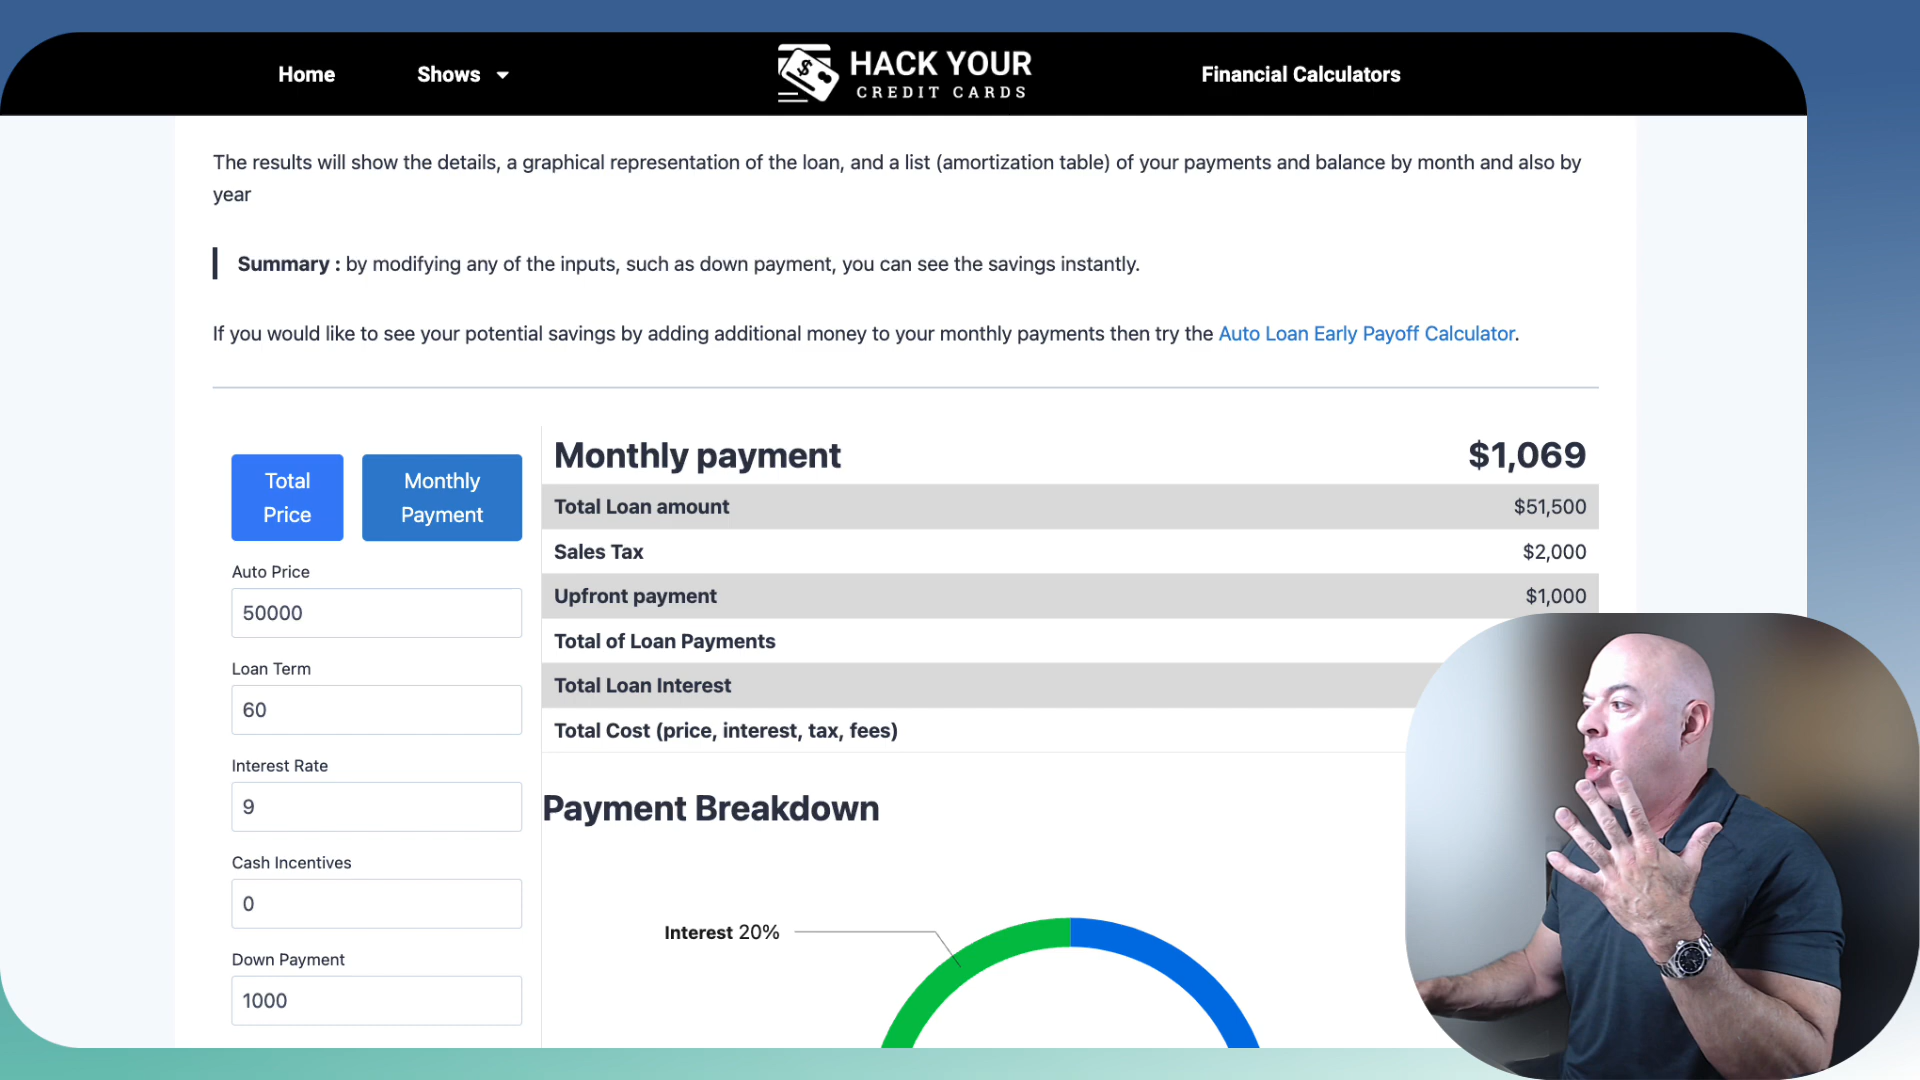 Home
Shows
HACK YOUR
CREDIT CARDS
Financial Calculators
The results will show the details, a graphical representation of the loan, and a list (amortization table) of your payments and balance by month and also by
year
Summary : by modifying any of the inputs, such as down payment, you can see the savings instantly.
If you would like to see your potential savings by adding additional money to your monthly payments then try the Auto Loan Early Payoff Calculator.
Total
Price
Monthly
Payment
Auto Price
50000
Loan Term
60
Interest Rate
9
Cash Incentives
0
Down Payment
1000
Monthly payment $1,069
Total Loan amount $51,500
Sales Tax $2,000
Upfront payment $1,000
Total of Loan Payments
Total Loan Interest
Total Cost (price, interest, tax, fees)
Payment Breakdown
Interest 20%